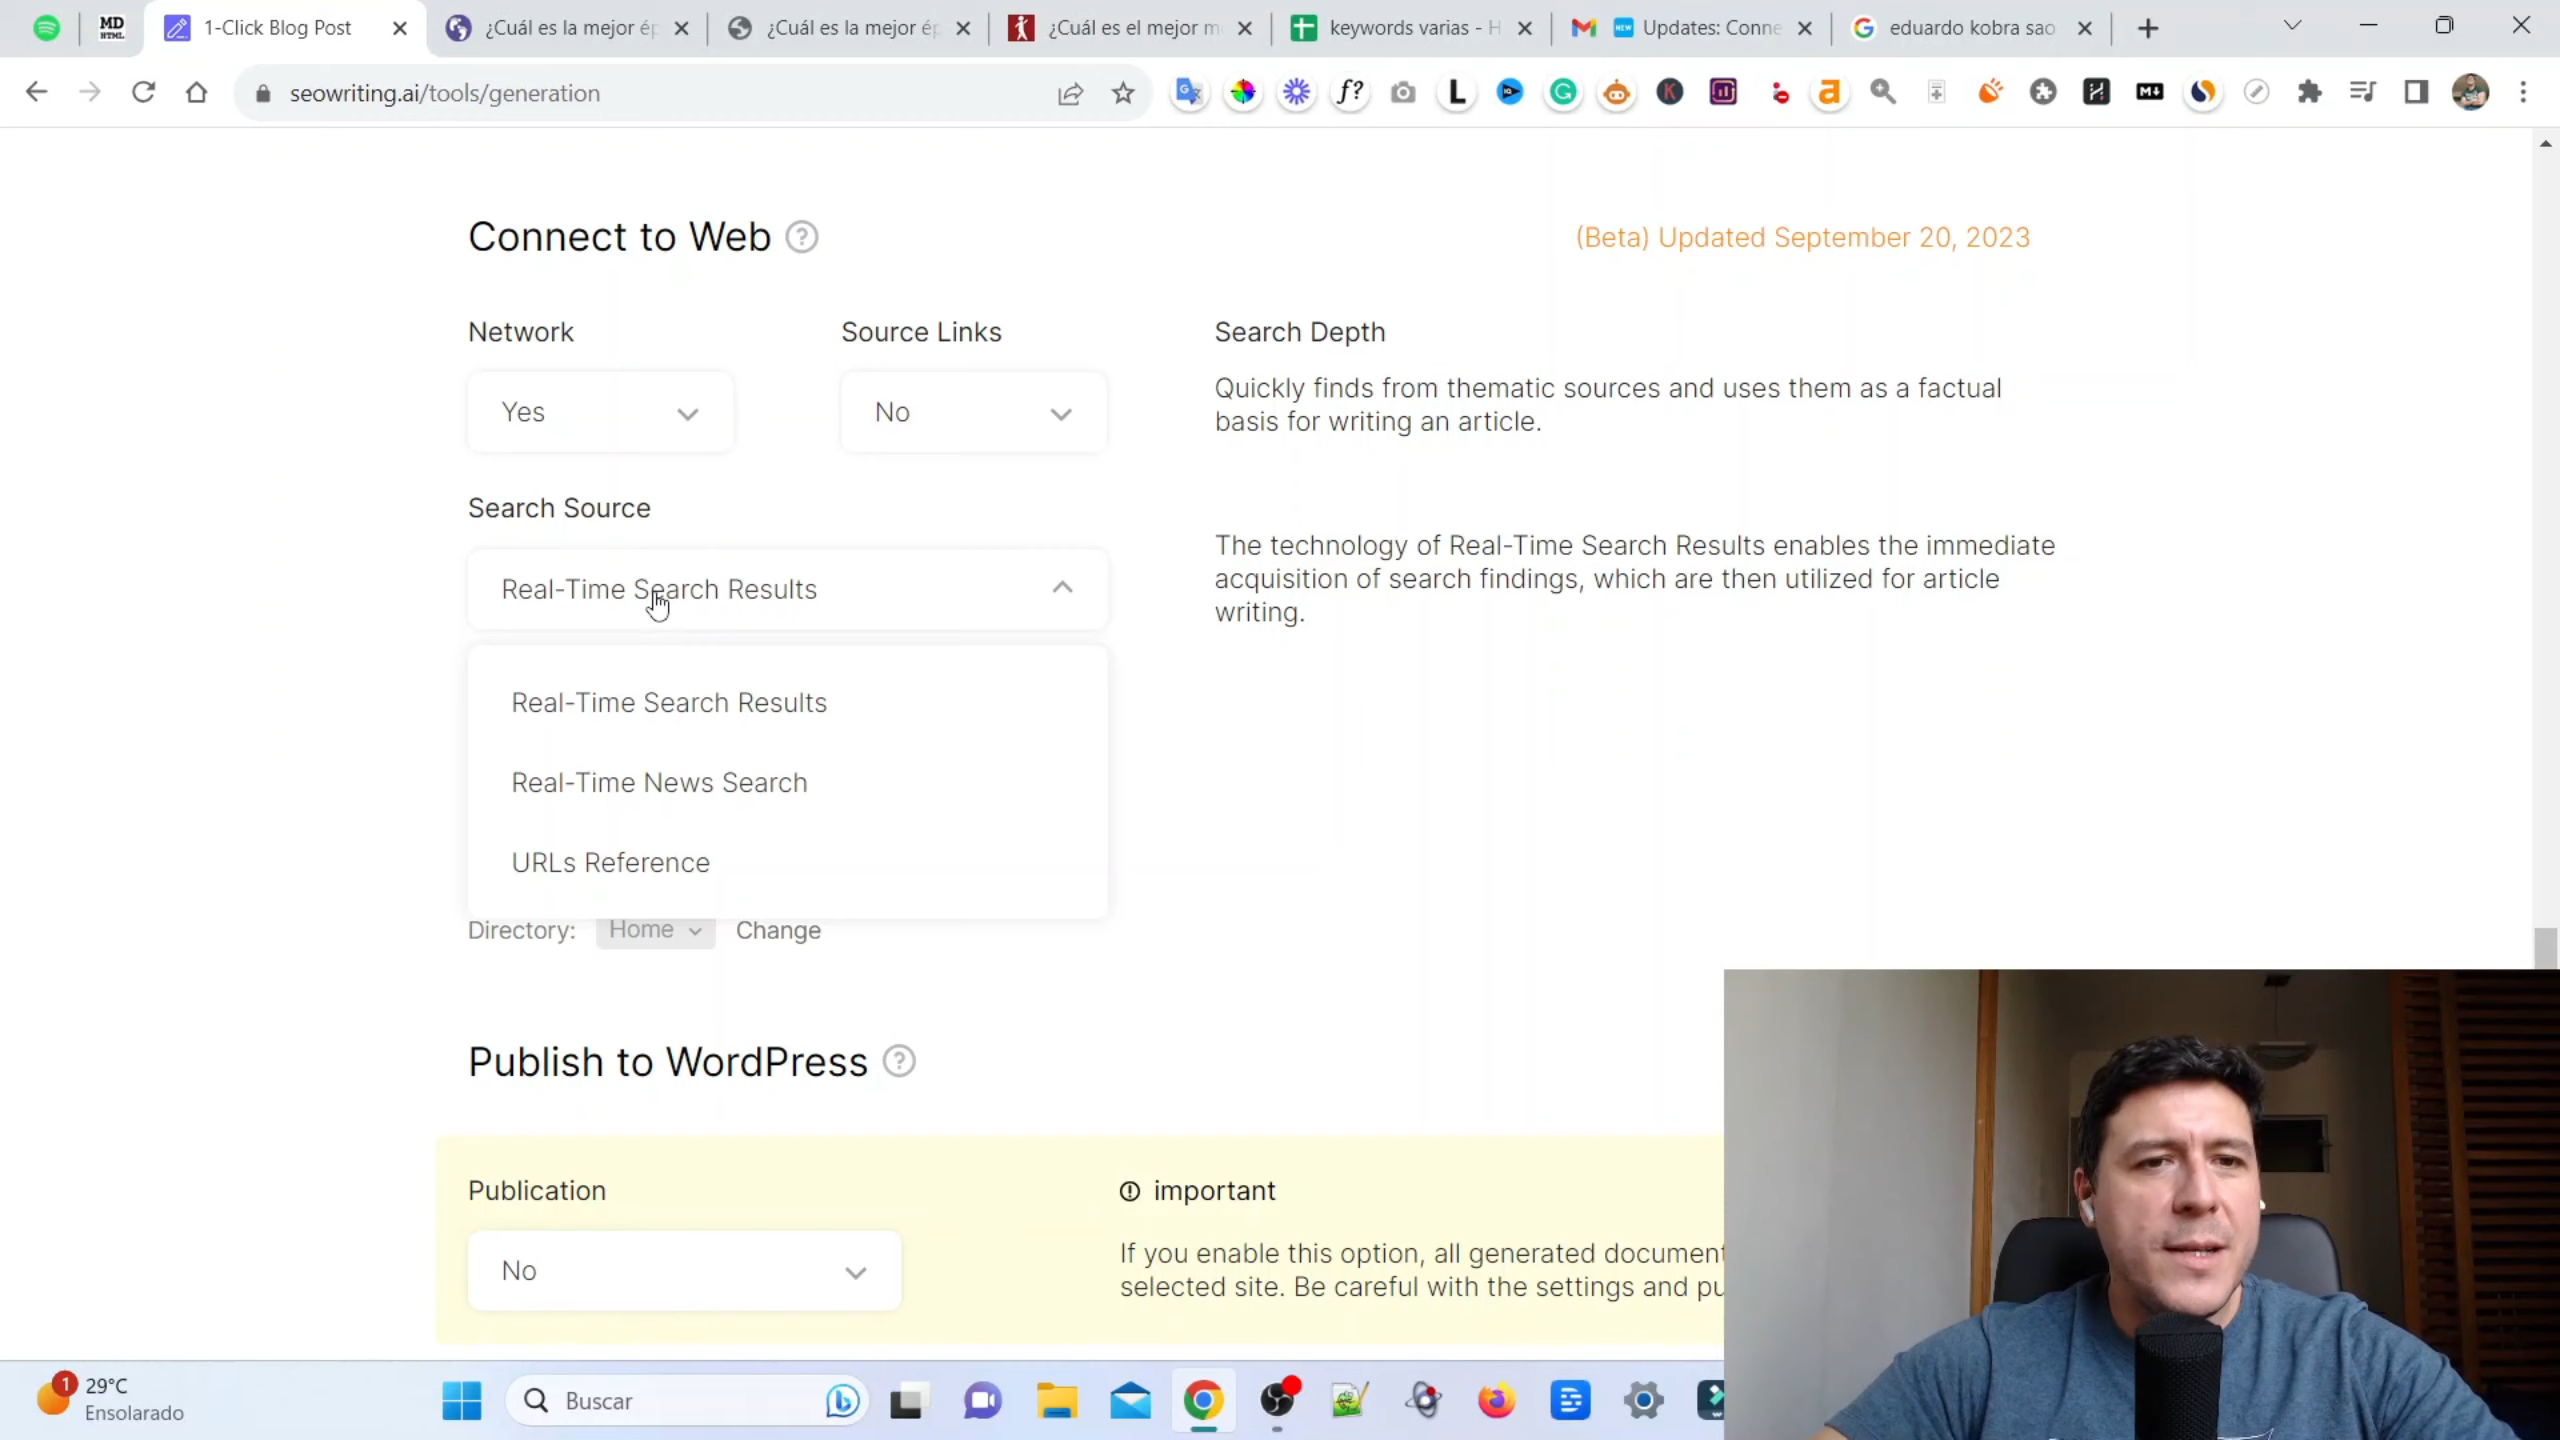 MD
HTML
1-Click Blog Post
¿Cuál es la mejor ép
¿Cuál es la mejor ép
¿Cuál es el mejor m
keywords varias - H
NEW
Updates: Conne
eduardo kobra sao
seowriting.ai/tools/generation
f?
L
K
a
M
Connect to Web
?
(Beta) Updated September 20, 2023
Network
Source Links
Search Depth
Yes
No
Quickly finds from thematic sources and uses them as a factual
basis for writing an article.
Search Source
Real-Time Search Results
The technology of Real-Time Search Results enables the immediate
acquisition of search findings, which are then utilized for article
writing.
Real-Time Search Results
Real-Time News Search
URLs Reference
Directory:
Home
Change
Publish to WordPress
?
Publication
important
No
If you enable this option, all generated document
selected site. Be careful with the settings and pu
1
29°C
Ensolarado
Buscar